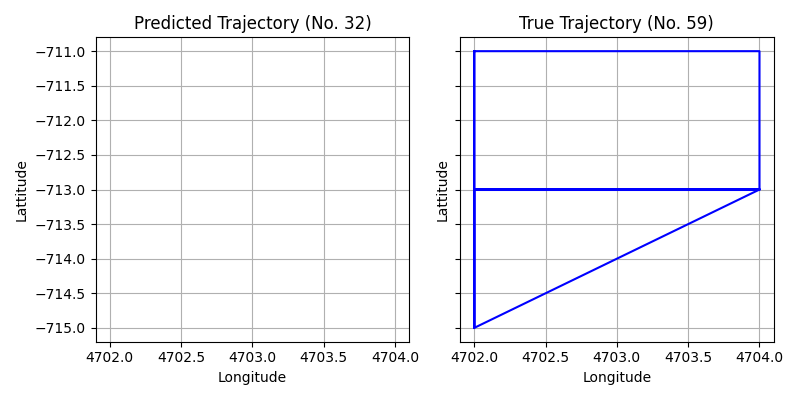 Predicted Trajectory (No. 32)
True Trajectory (No. 59)
−711.0
−711.5
−712.0
−712.5
−713.0
−713.5
−714.0
−714.5
−715.0
Lattitude
Lattitude
4702.0 4702.5 4703.0 4703.5 4704.0
4702.0 4702.5 4703.0 4703.5 4704.0
Longitude
Longitude